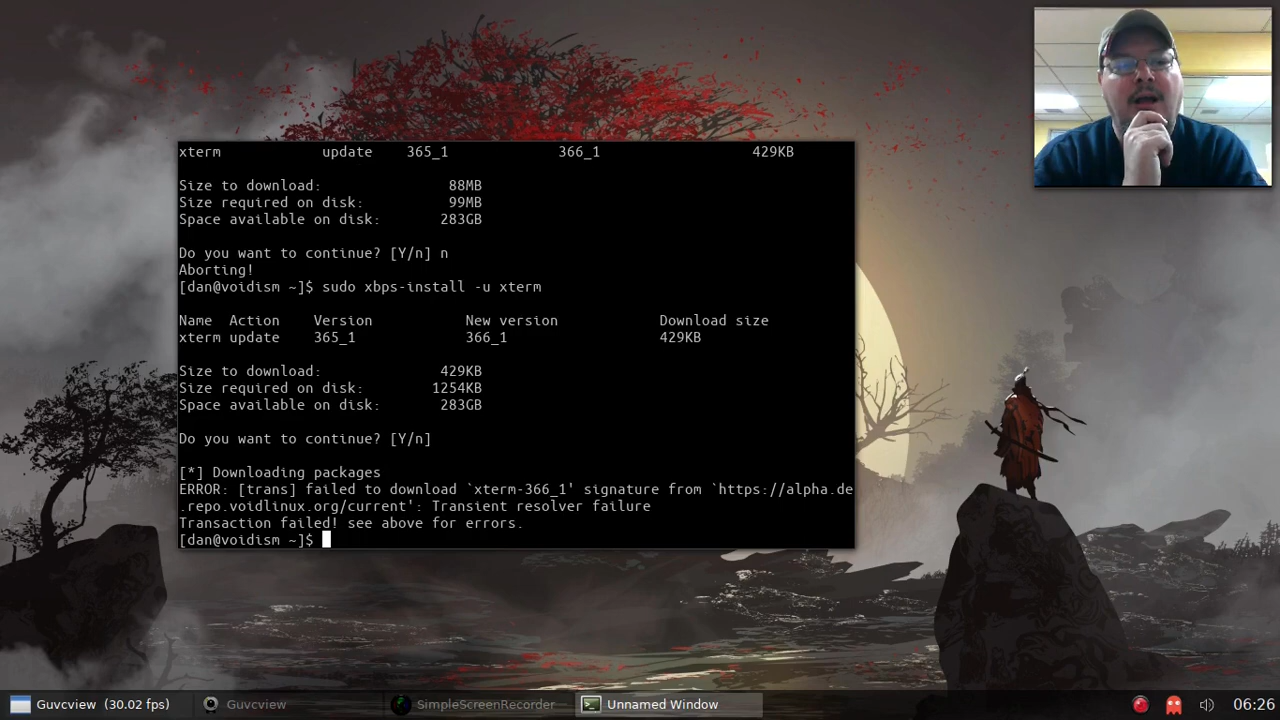 xterm update 365_1 366_1 429KB
Size to download: 88MB
Size required on disk: 99MB
Space available on disk: 283GB
Do you want to continue? [Y/n] n
Aborting!
[dan@voidism ~]$ sudo xbps-install -u xterm
Name Action Version New version Download size
xterm update 365_1 366_1 429KB
Size to download: 429KB
Size required on disk: 1254KB
Space available on disk: 283GB
Do you want to continue? [Y/n]
[*] Downloading packages
ERROR: [trans] failed to download `xterm-366_1' signature from `https://alpha.de
.repo.voidlinux.org/current': Transient resolver failure
Transaction failed! see above for errors.
[dan@voidism ~]$
Guvcview (30.02 fps) Guvcview SimpleScreenRecorder Unnamed Window 06:26